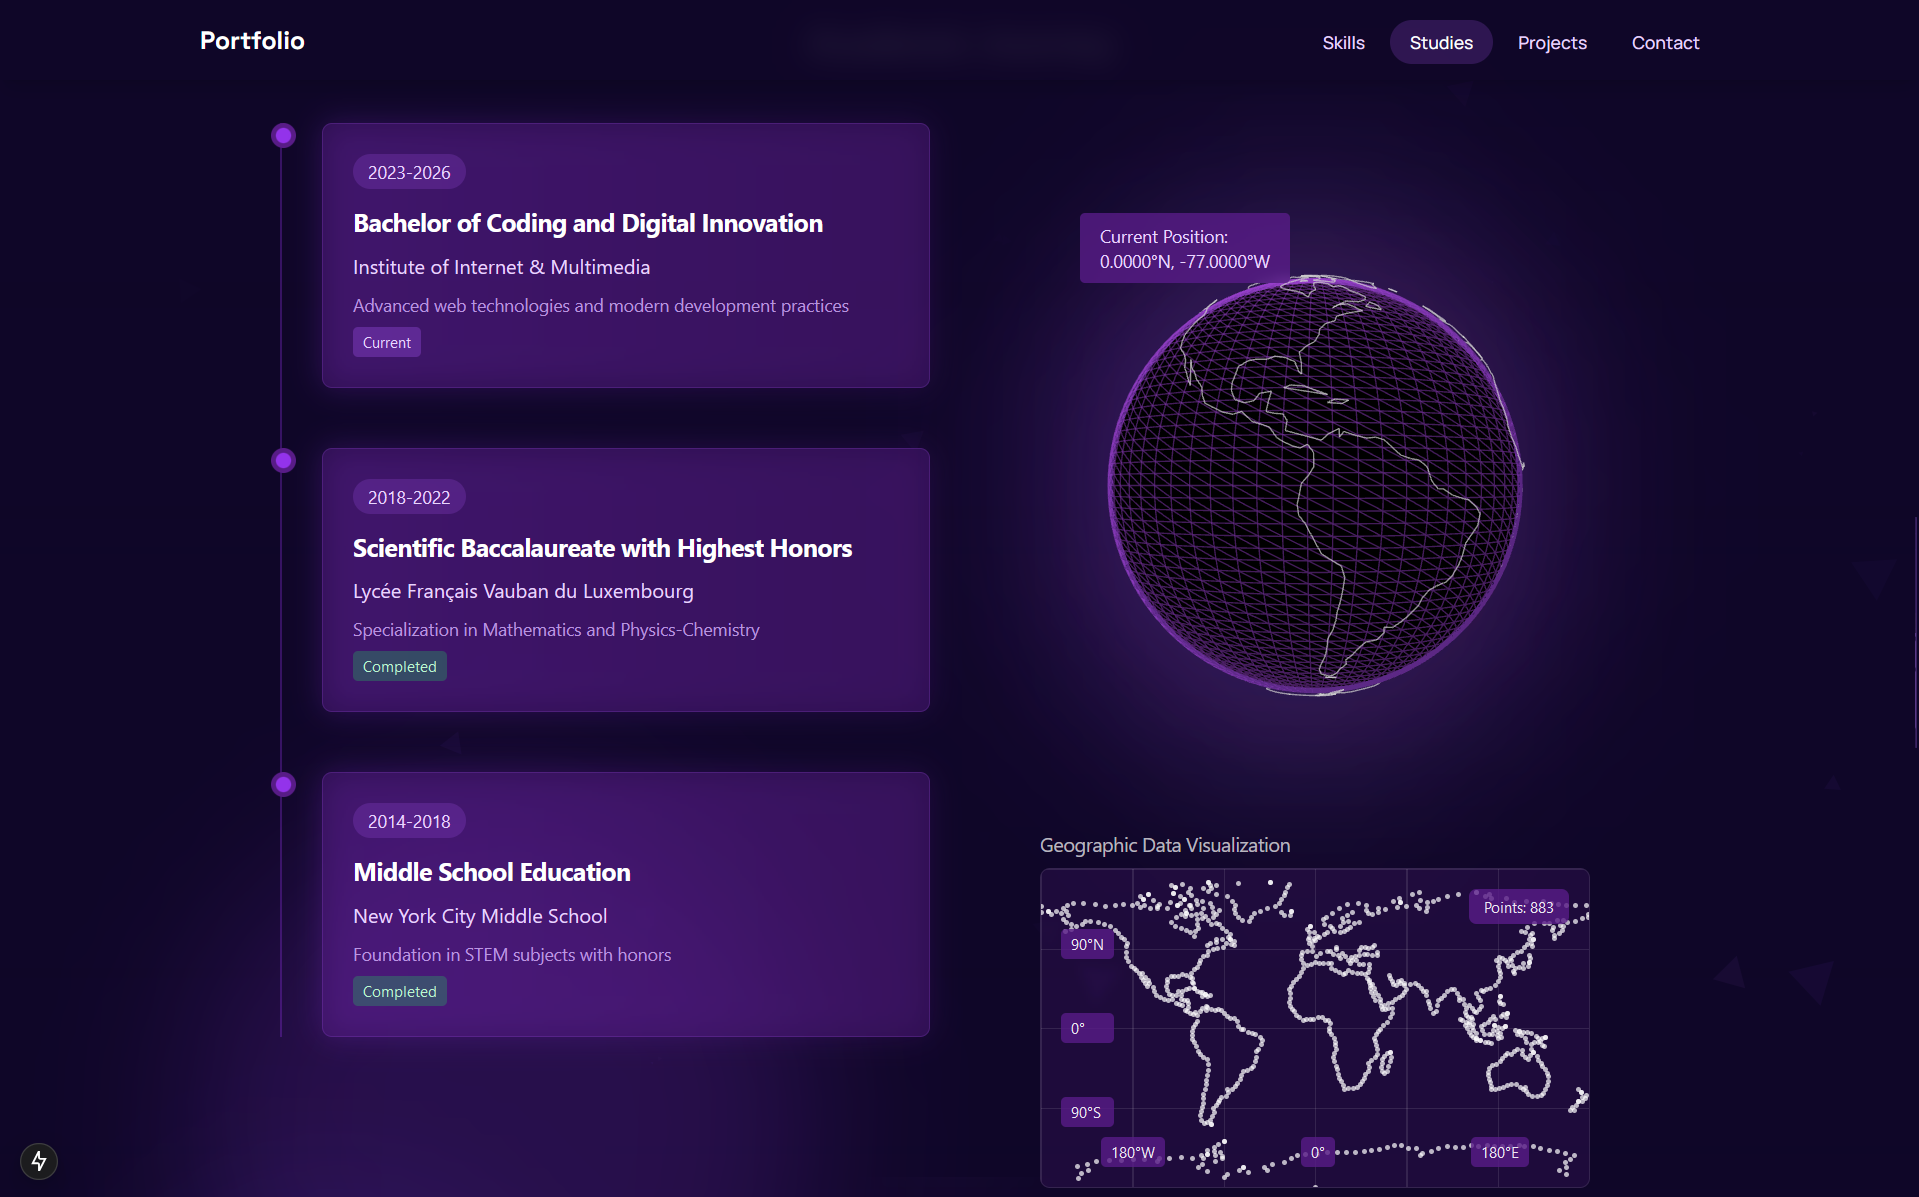 Portfolio
Skills
Studies
Projects
Contact
2023-2026
Bachelor of Coding and Digital Innovation
Institute of Internet & Multimedia
Advanced web technologies and modern development practices
Current
2018-2022
Scientific Baccalaureate with Highest Honors
Lycée Français Vauban du Luxembourg
Specialization in Mathematics and Physics-Chemistry
Completed
2014-2018
Middle School Education
New York City Middle School
Foundation in STEM subjects with honors
Completed
Current Position:
0.0000°N, -77.0000°W
Geographic Data Visualization
Points: 883
90°N
0°
90°S
180°W
0°
180°E